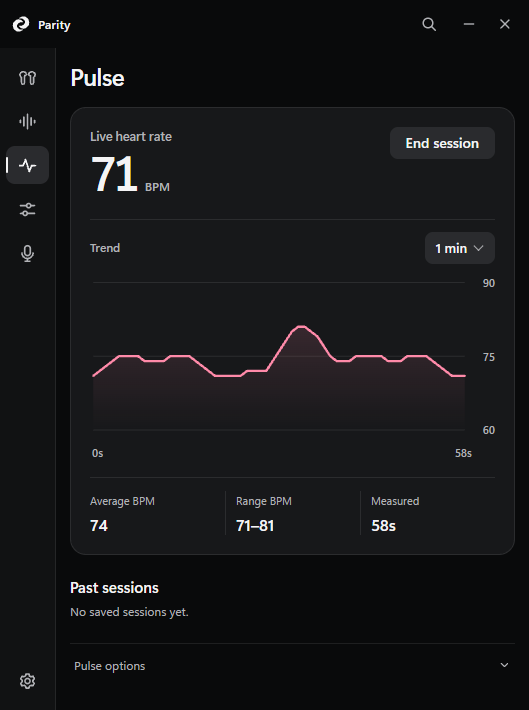 Parity
Pulse
Live heart rate
End session
71 BPM
Trend
1 min
90
75
60
0s
58s
Average BPM
Range BPM
Measured
74
71–81
58s
Past sessions
No saved sessions yet.
Pulse options